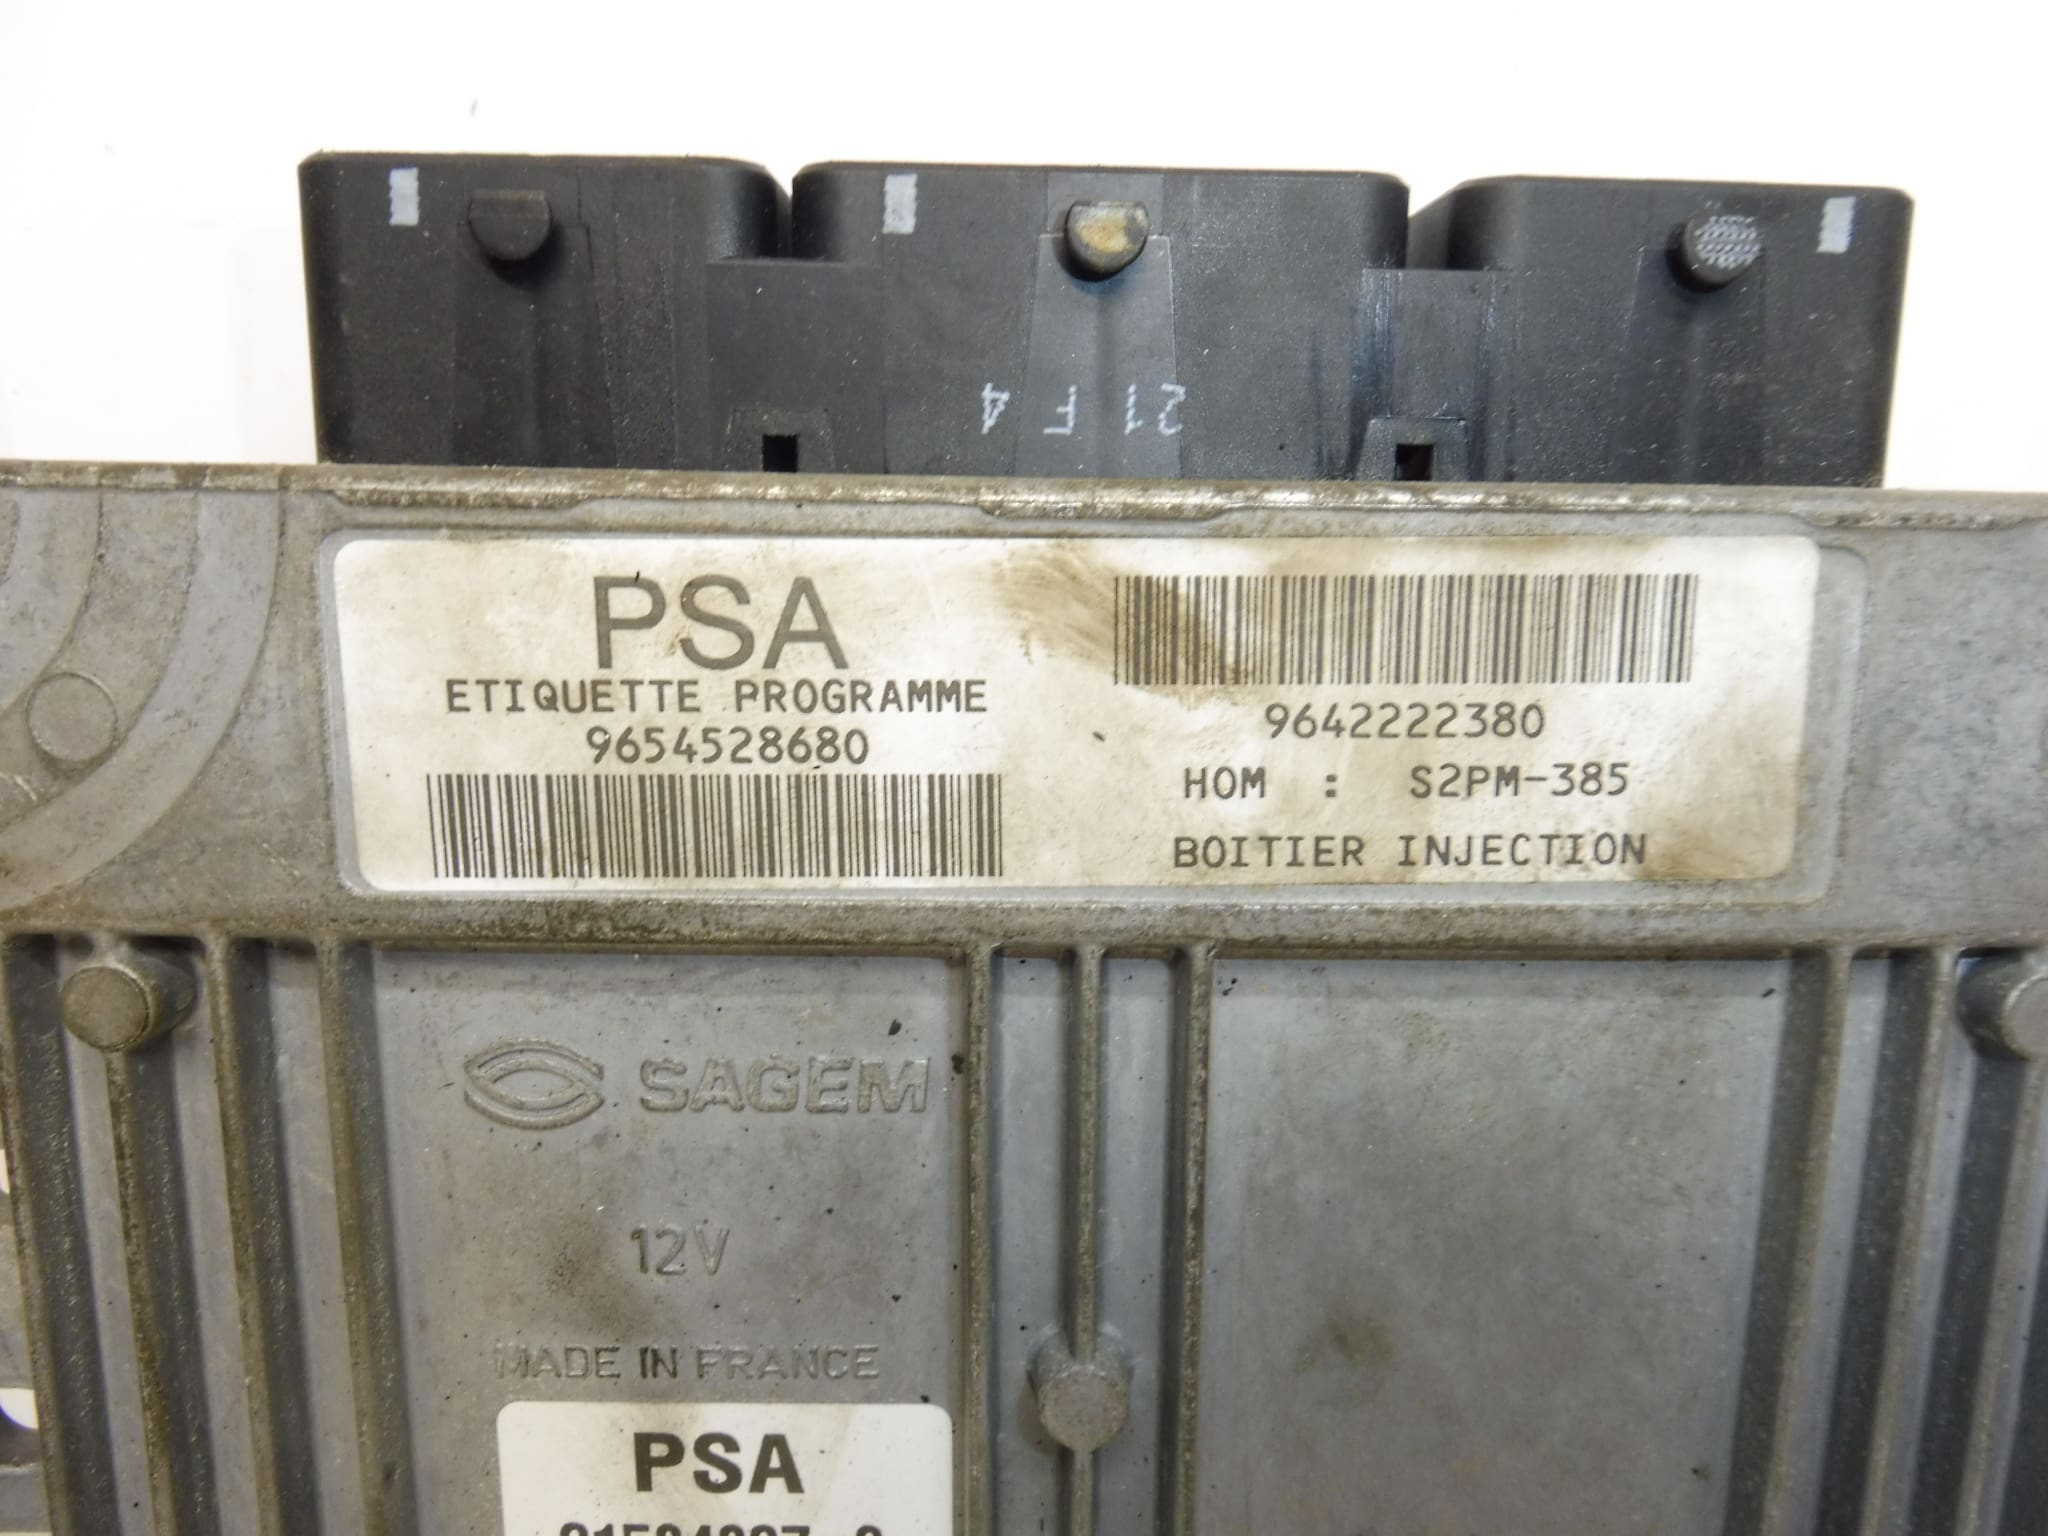 21F4
PSA
ETIQUETTE PROGRAMME
9654528680
9642222380
HOM : S2PM-385
BOITIER INJECTION
SAGEM
12V
MADE IN FRANCE
PSA